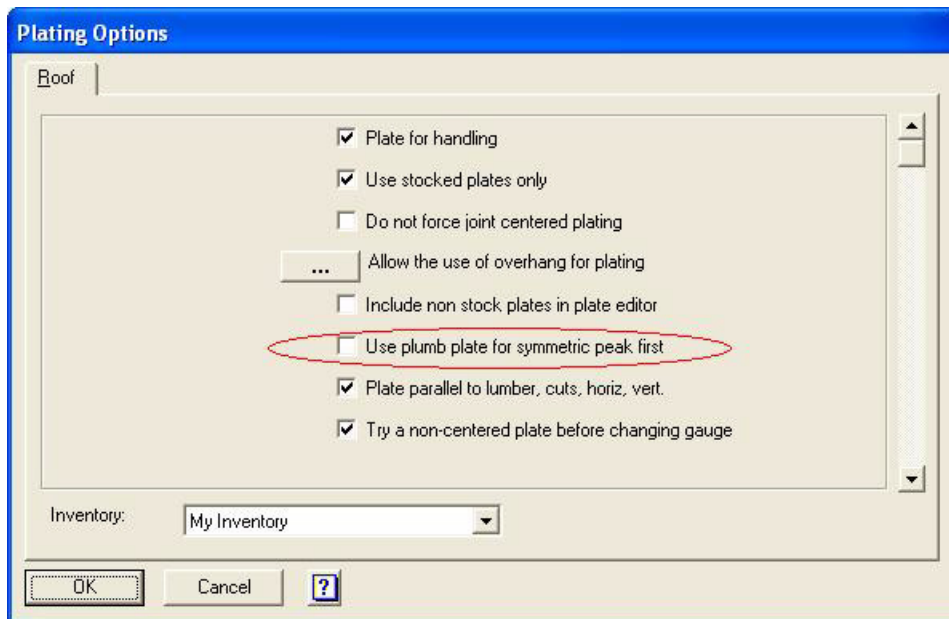 Plating Options
Roof
Plate for handling
Use stocked plates only
Do not force joint centered plating
... Allow the use of overhang for plating
Include non stock plates in plate editor
Use plumb plate for symmetric peak first
Plate parallel to lumber, cuts, horiz, vert.
Try a non-centered plate before changing gauge
Inventory: My Inventory
OK Cancel ?